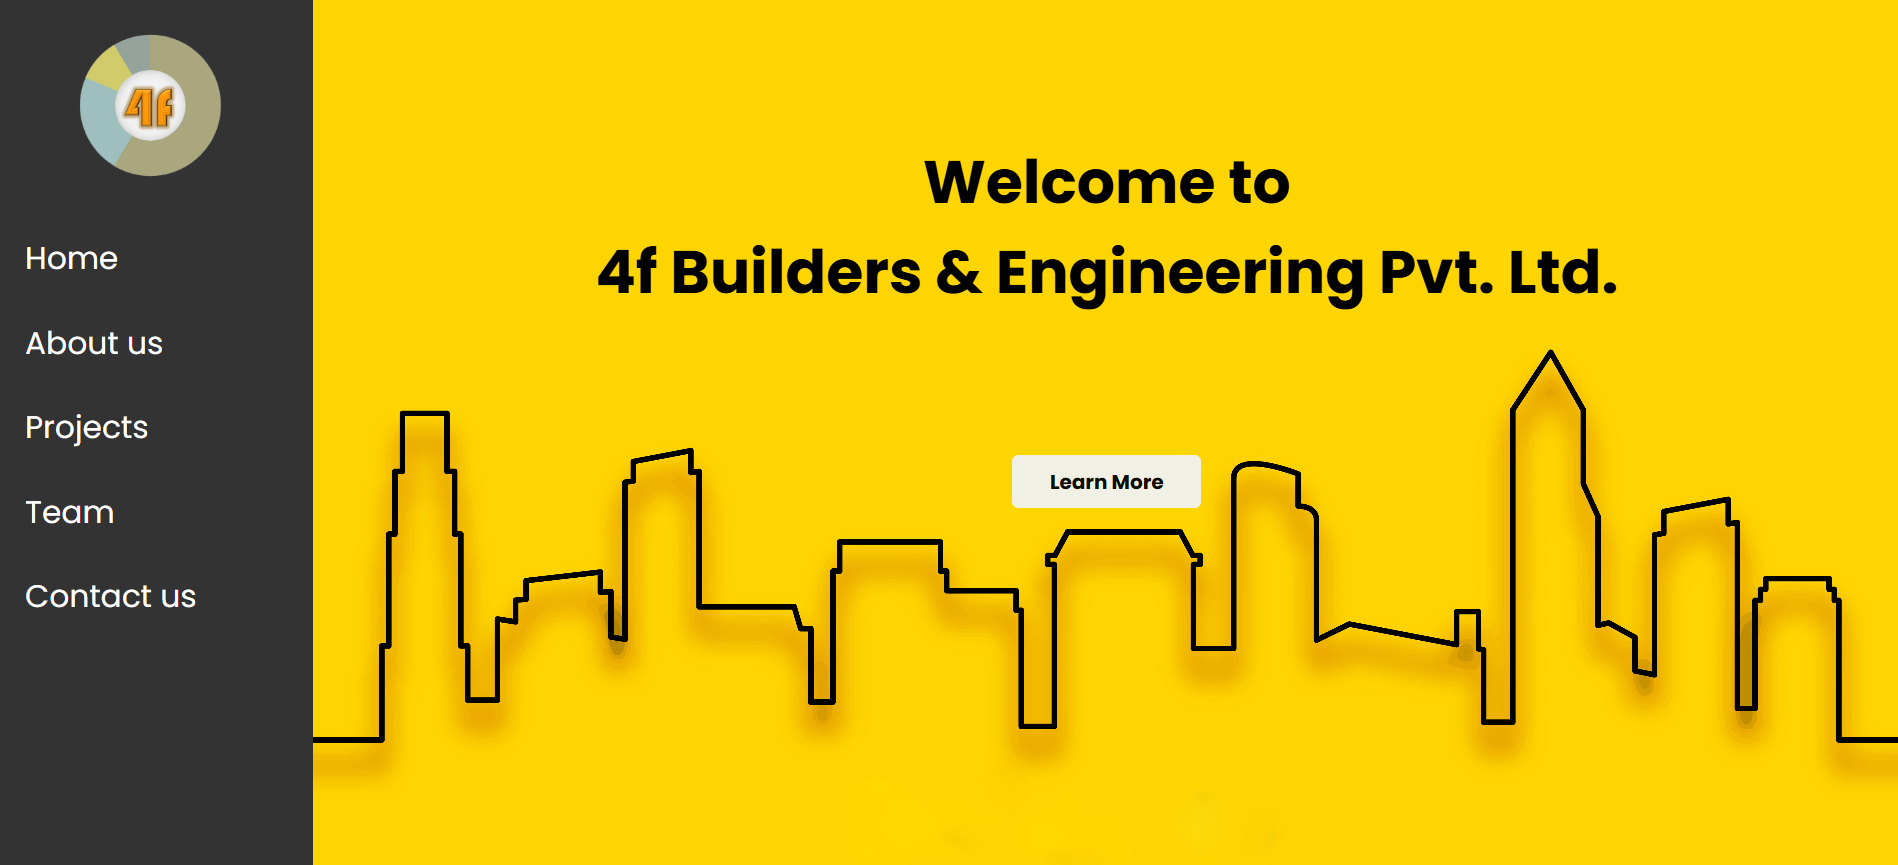 4f
Home
About us
Projects
Team
Contact us
Welcome to
4f Builders & Engineering Pvt. Ltd.
Learn More